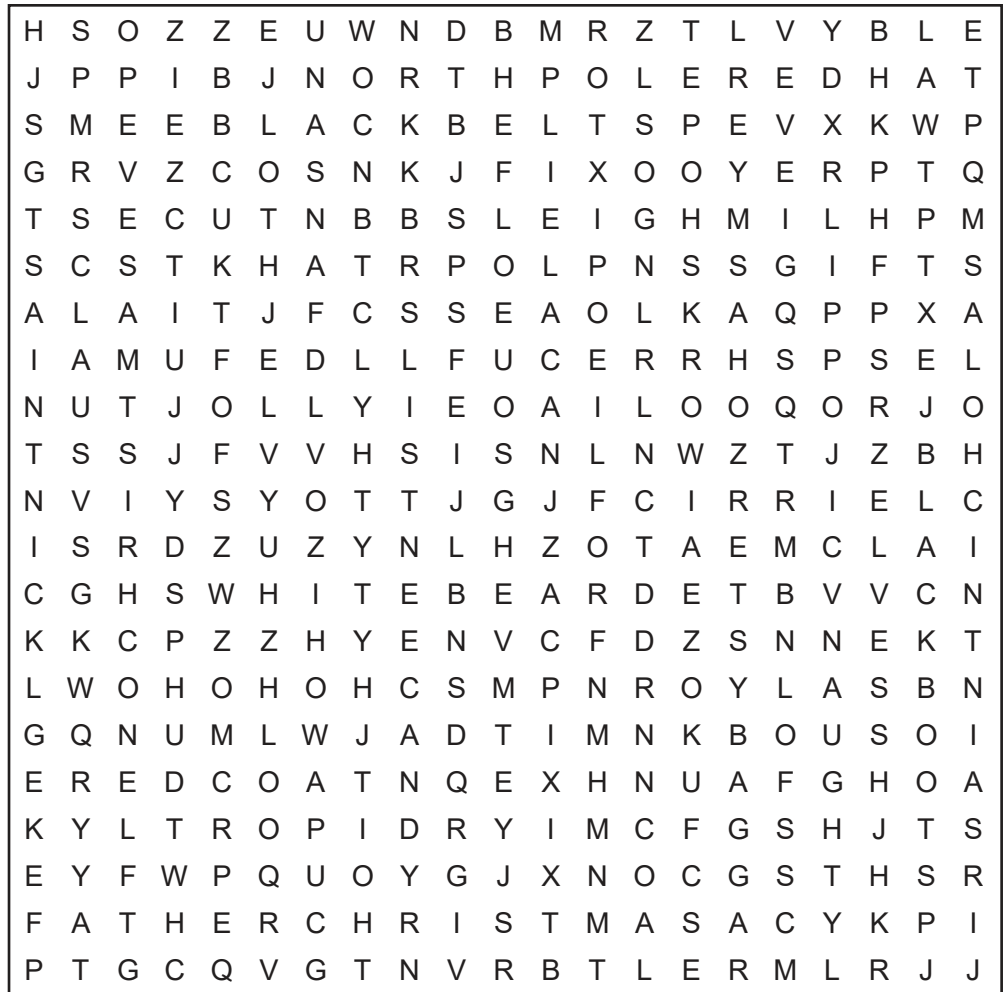 H S O Z Z E U W N D B M R Z T L V Y B L E
J P P I B J N O R T H P O L E R E D H A T
S M E E B L A C K B E L T S P E V X K W P
G R V Z C O S N K J F I X O O Y E R P T Q
T S E C U T N B B S L E I G H M I L H P M
S C S T K H A T R P O L P N S S G I F T S
A L A I T J F C S S E A O L K A Q P P X A
I A M U F E D L L F U C E R R H S P S E L
N U T J O L L Y I E O A I L O O Q O R J O
T S S J F V V H S I S N L N W Z T J Z B H
N V I Y S Y O T T J G J F C I R R I E L C
I S R D Z U Z Y N L H Z O T A E M C L A I
C G H S W H I T E B E A R D E T B V V C N
K K C P Z Z H Y E N V C F D Z S N N E K T
L W O H O H O H C S M P N R O Y L A S B N
G Q N U M L W J A D T I M N K B O U S O I
E R E D C O A T N Q E X H N U A F G H O A
K Y L T R O P I D R Y I M C F G S H J T S
E Y F W P Q U O Y G J X N O C G S T H S R
F A T H E R C H R I S T M A S A C Y K P I
P T G C Q V G T N V R B T L E R M L R J J